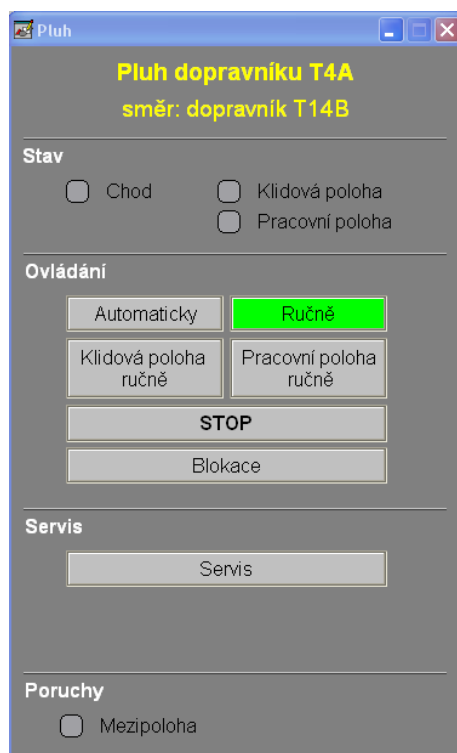 Pluh
Pluh dopravníku T4A
směr: dopravník T14B
Stav
Chod
Klidová poloha
Pracovní poloha
Ovládání
Automaticky
Ručně
Klidová poloha
ručně
Pracovní poloha
ručně
STOP
Blokace
Servis
Servis
Poruchy
Mezipoloha